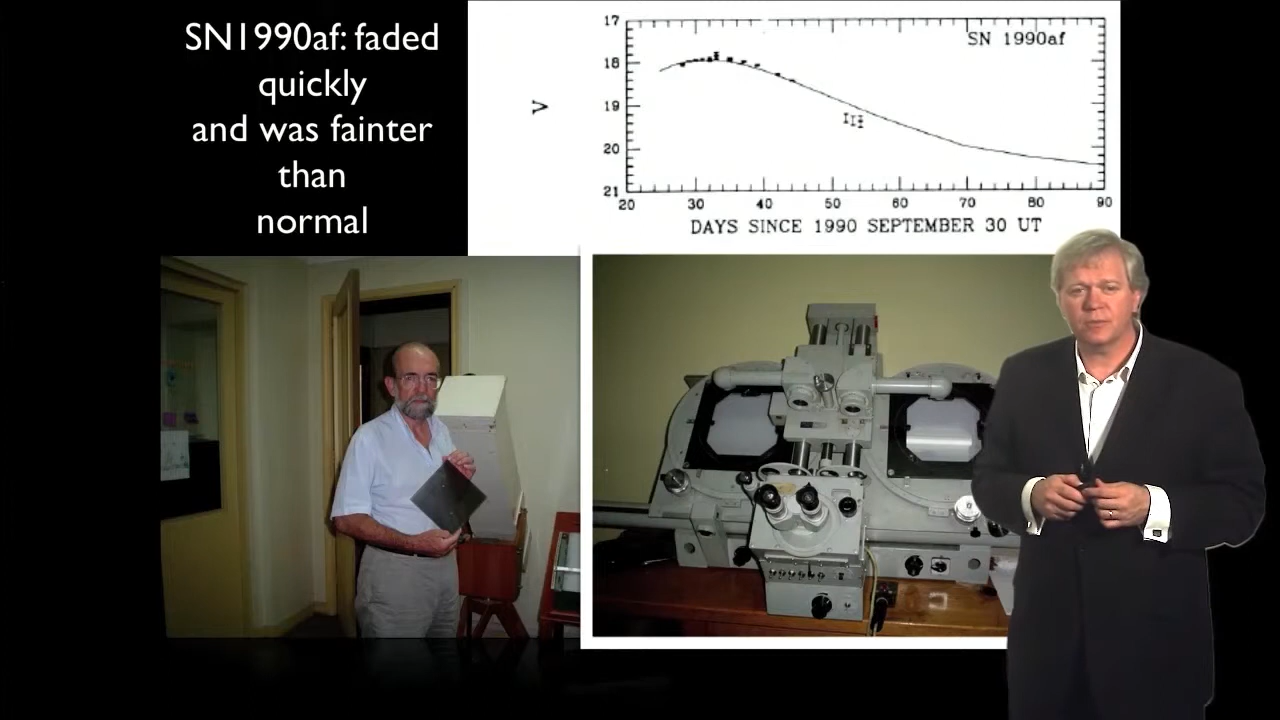 SN1990af: faded
quickly
and was fainter
than
normal
17
18
19
20
21
V
SN 1990af
20 30 40 50 60 70 80 90
DAYS SINCE 1990 SEPTEMBER 30 UT